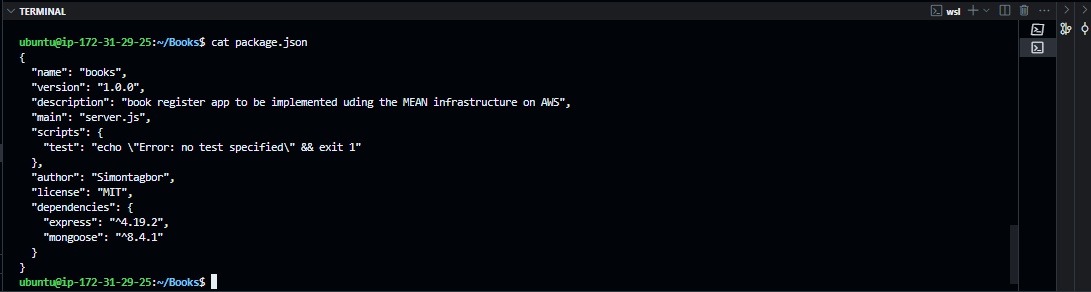 TERMINAL
wsl
ubuntu@ip-172-31-29-25:~/Books$ cat package.json
{
  "name": "books",
  "version": "1.0.0",
  "description": "book register app to be implemented uding the MEAN infrastructure on AWS",
  "main": "server.js",
  "scripts": {
    "test": "echo \"Error: no test specified\" && exit 1"
  },
  "author": "Simontagbor",
  "license": "MIT",
  "dependencies": {
    "express": "^4.19.2",
    "mongoose": "^8.4.1"
  }
}
ubuntu@ip-172-31-29-25:~/Books$